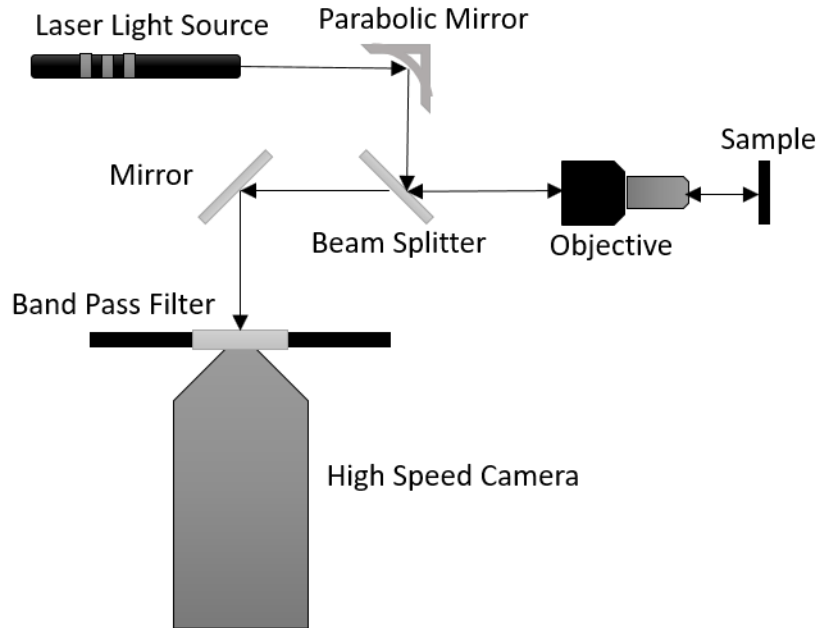 Laser Light Source
Parabolic Mirror
Sample
Mirror
Beam Splitter
Objective
Band Pass Filter
High Speed Camera